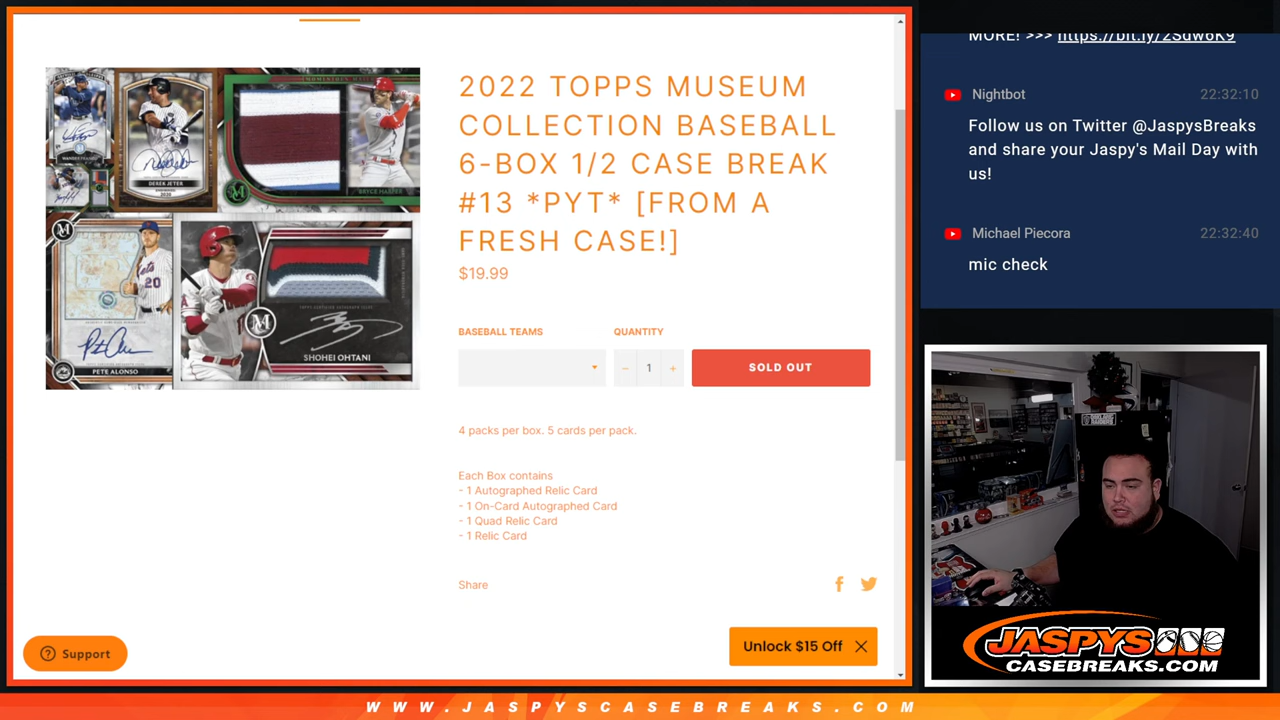 MORE! >>> https://bit.ly/2Sdw6K9
Nightbot
22:32:10
Follow us on Twitter @JaspysBreaks
and share your Jaspy's Mail Day with
us!
Michael Piecora
22:32:40
mic check
2022 TOPPS MUSEUM
COLLECTION BASEBALL
6-BOX 1/2 CASE BREAK
#13 *PYT* [FROM A
FRESH CASE!]
$19.99
BASEBALL TEAMS
QUANTITY
1
SOLD OUT
4 packs per box. 5 cards per pack.
Each Box contains
- 1 Autographed Relic Card
- 1 On-Card Autographed Card
- 1 Quad Relic Card
- 1 Relic Card
Share
Support
Unlock $15 Off
DEREK JETER
BRYCE HARPER
PETE ALONSO
SHOHEI OHTANI
JASPYS
CASEBREAKS.COM
WWW.JASPYSCASEBREAKS.COM